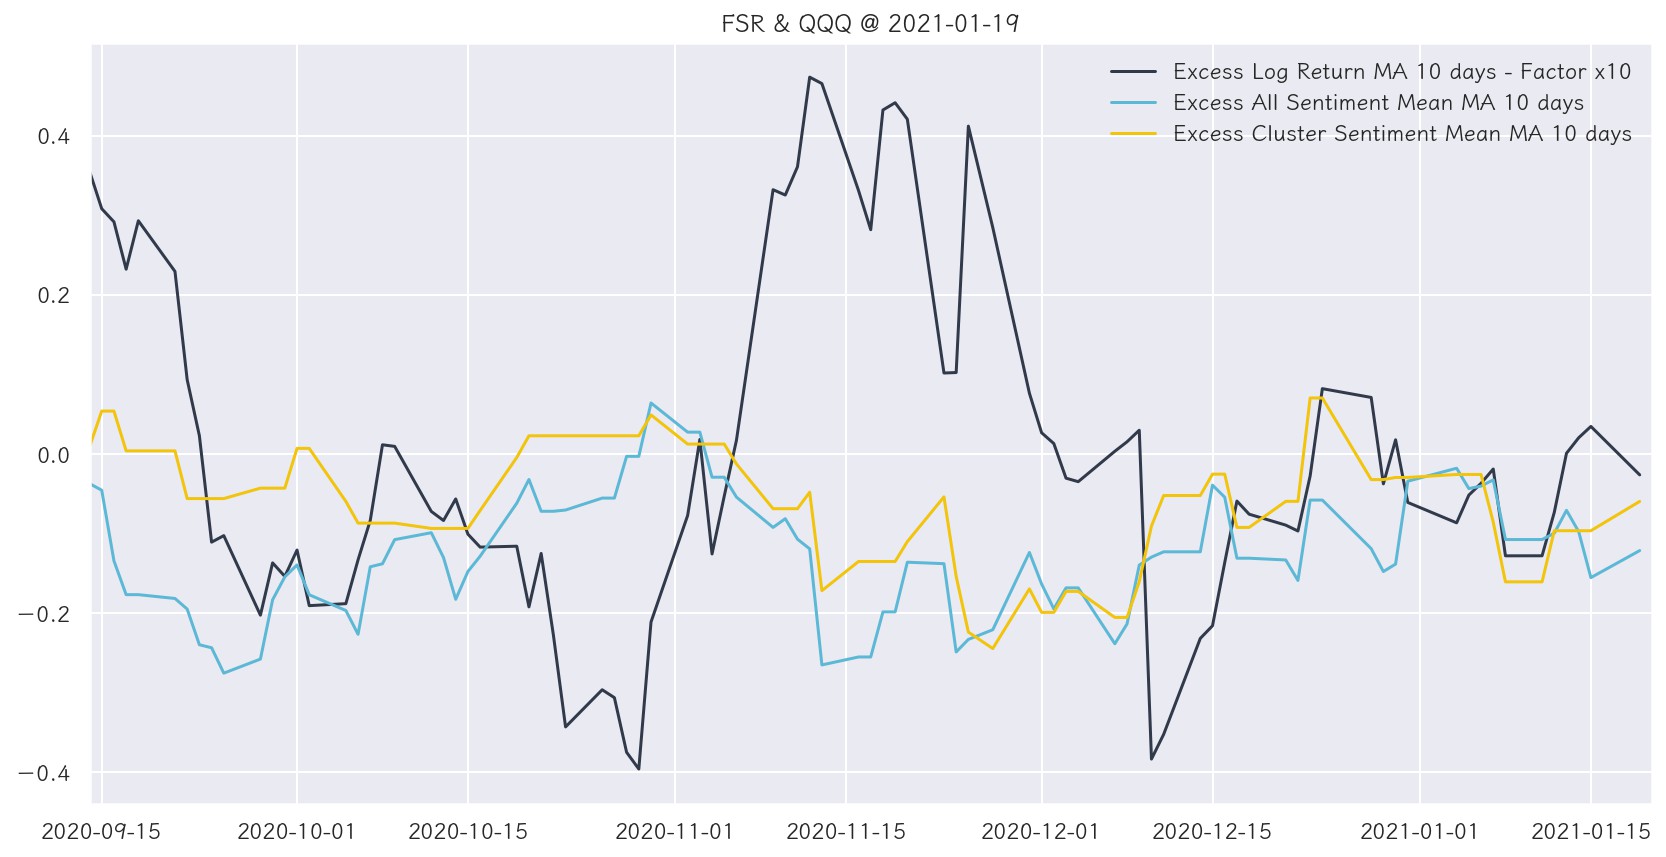 FSR & QQQ @ 2021-01-19
Excess Log Return MA 10 days - Factor x10
Excess All Sentiment Mean MA 10 days
Excess Cluster Sentiment Mean MA 10 days
0.4
0.2
0.0
−0.2
−0.4
2020-09-15 2020-10-01 2020-10-15 2020-11-01 2020-11-15 2020-12-01 2020-12-15 2021-01-01 2021-01-15